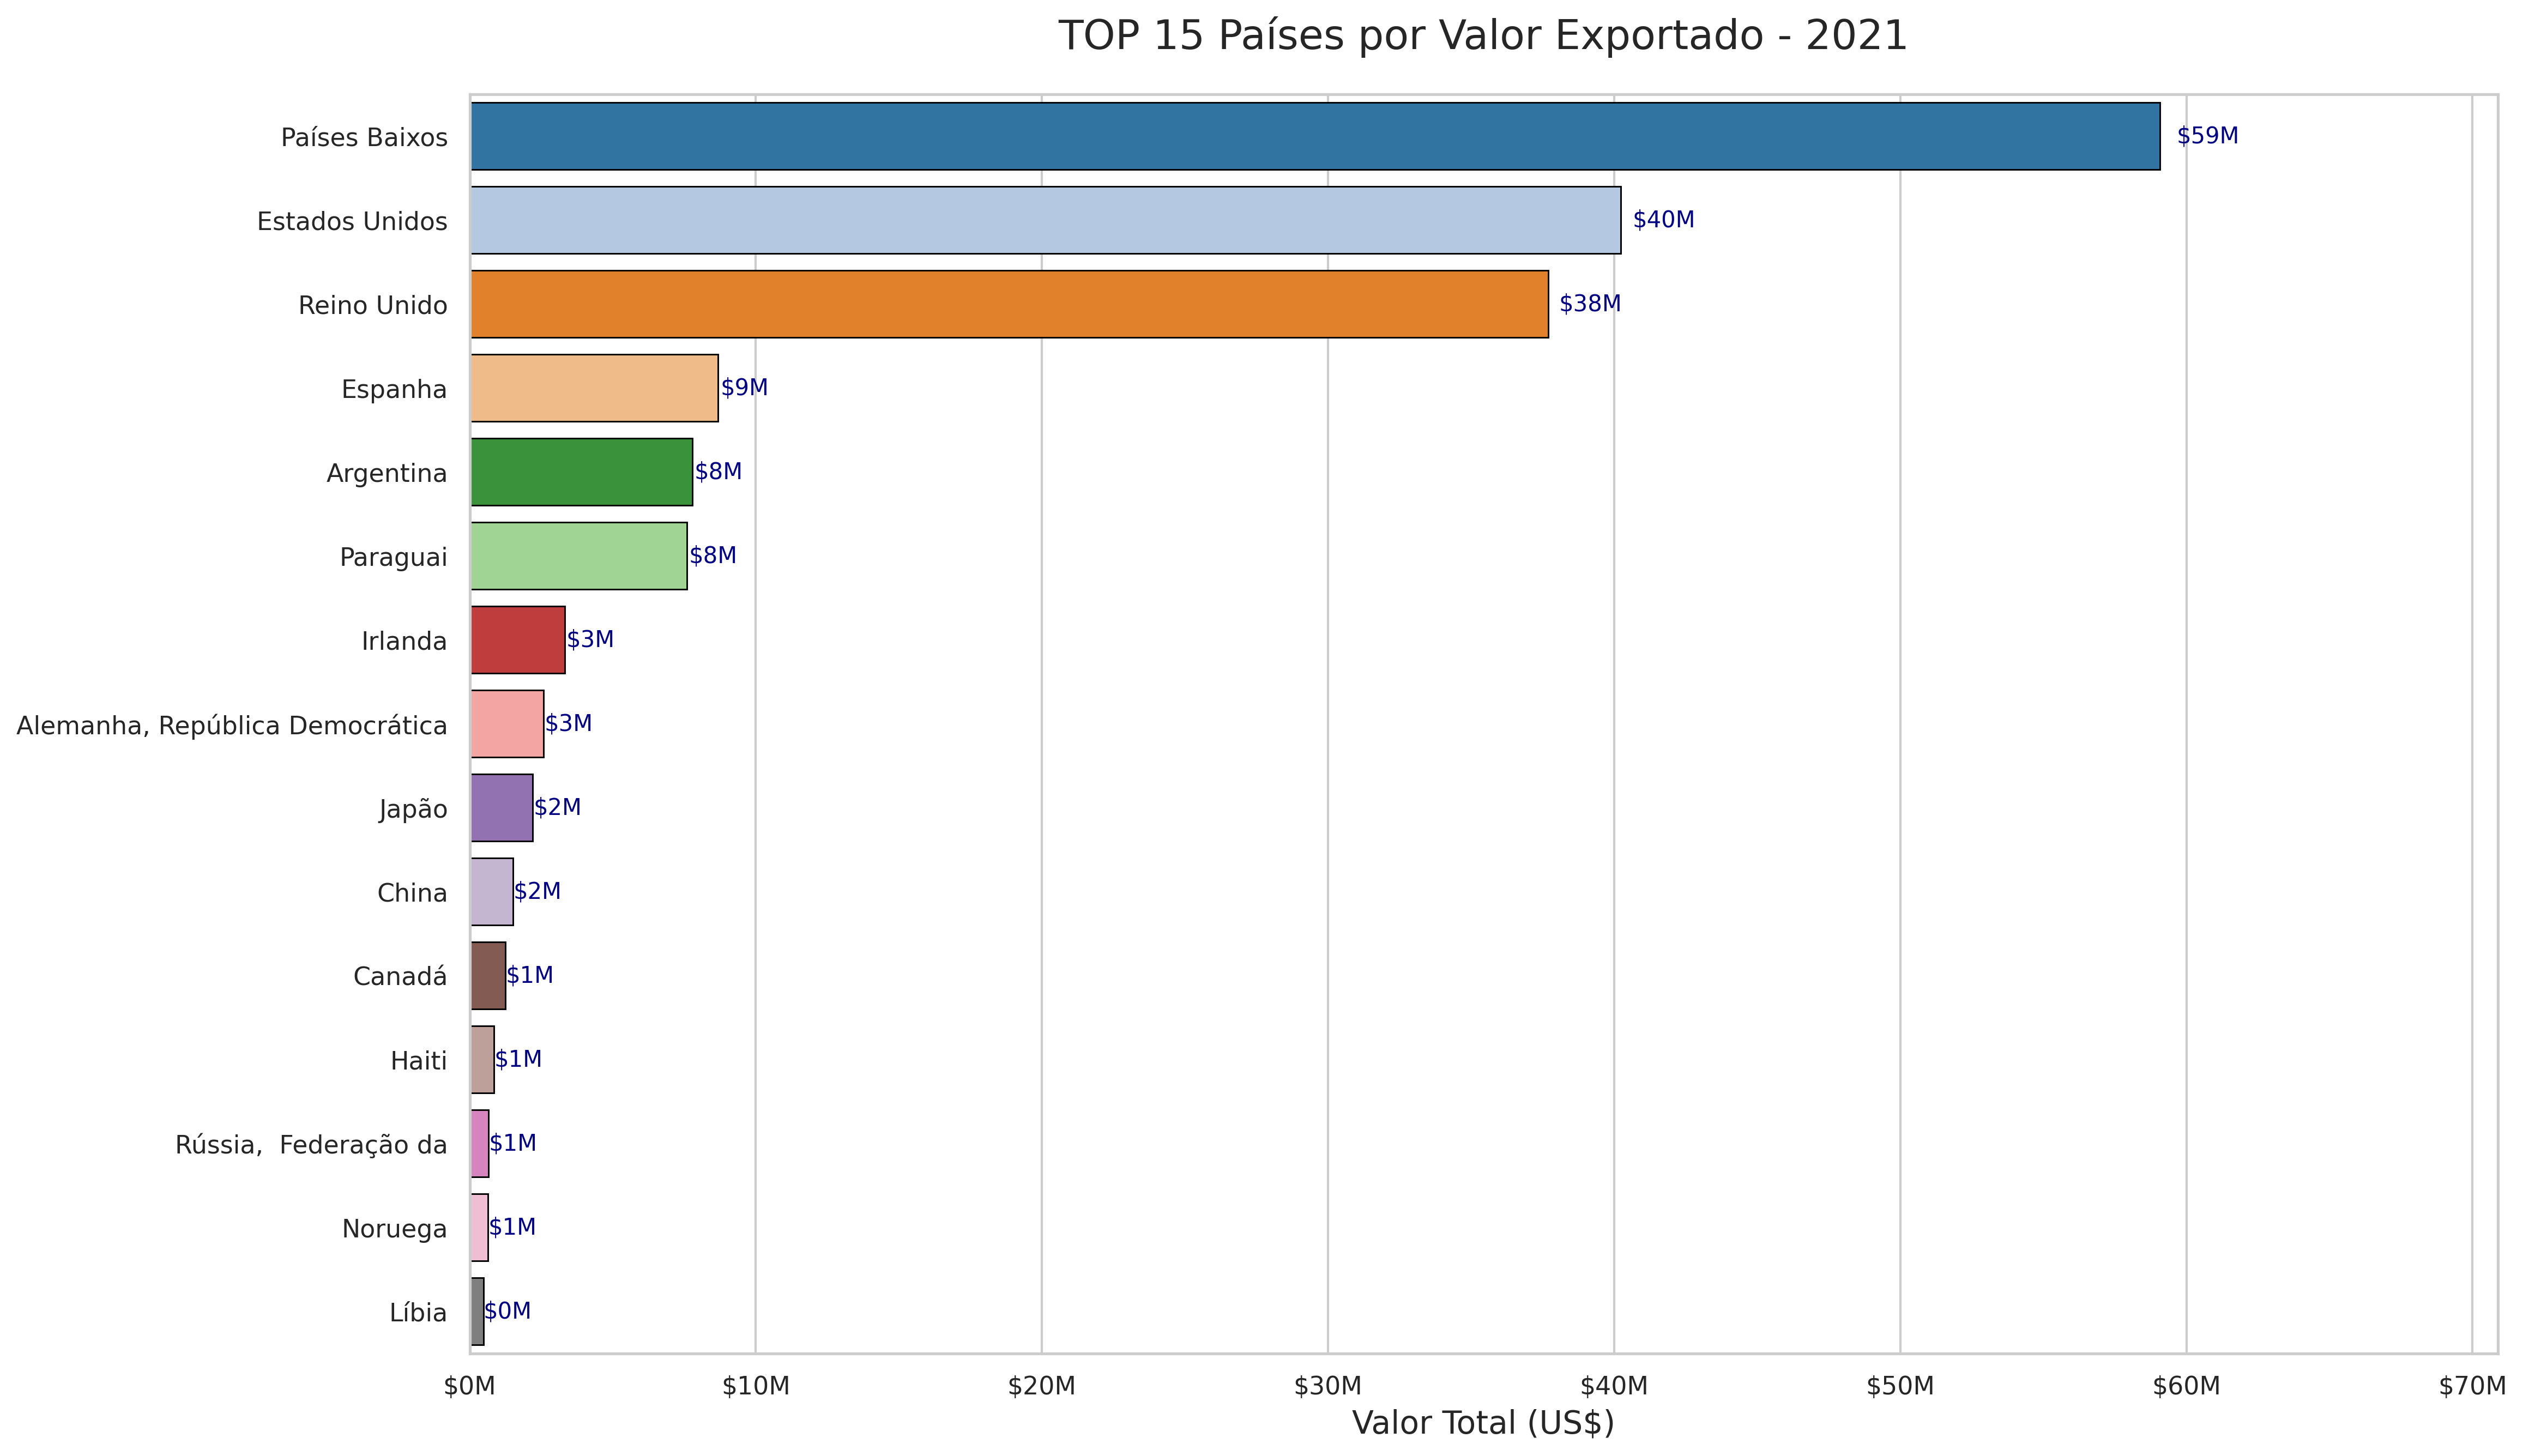 TOP 15 Países por Valor Exportado - 2021
Países Baixos $59M
Estados Unidos $40M
Reino Unido $38M
Espanha $9M
Argentina $8M
Paraguai $8M
Irlanda $3M
Alemanha, República Democrática $3M
Japão $2M
China $2M
Canadá $1M
Haiti $1M
Rússia,  Federação da $1M
Noruega $1M
Líbia $0M
$0M $10M $20M $30M $40M $50M $60M $70M
Valor Total (US$)